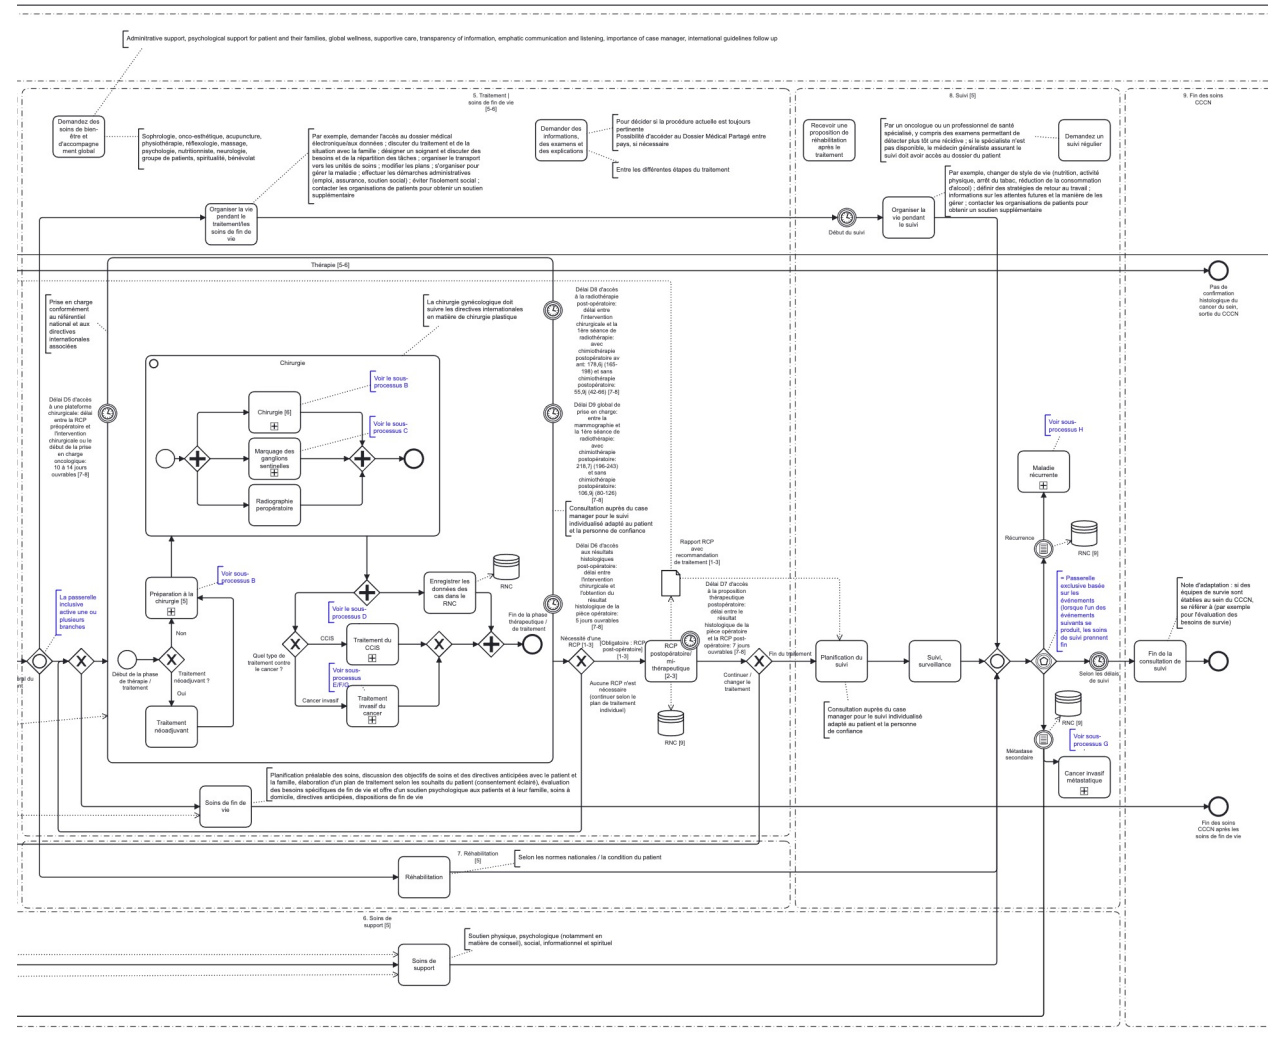 Adminitrative support, psychological support for patient and their families, global wellness, supportive care, transparency of information, emphatic communication and listening, importance of case manager, international guidelines follow up
5. Traitement (
soins de fin de vie
[5-6]
8. Suivi [5]
9. Fin des soins
CCCN
Demandez des
soins de bien-
être et
d'accompagne
ment global
Sophrologie, onco-esthétique, acupuncture,
physiothérapie, réflexologie, massage,
psychologie, nutritionniste, neurologie,
groupe de patients, spiritualité, bénévolat
Par exemple, demander l'accès au dossier médical
électronique/aux données ; discuter du traitement et de la
situation avec la famille ; désigner un soignant et discuter des
besoins et de la répartition des tâches ; organiser le transport
vers les unités de soins ; modifier les plans ; s'organiser pour
gérer la maladie ; effectuer les démarches administratives
(emploi, assurance, soutien social) ; éviter l'isolement social ;
contacter les organisations de patients pour obtenir un soutien
supplémentaire
Demander des
informations,
des examens et
des explications
Pour décider si la procédure actuelle est toujours
pertinente
Possibilité d'accéder au Dossier Médical Partagé entre
pays, si nécessaire
Entre les différentes étapes du traitement
Recevoir une
proposition de
réhabilitation
après le
traitement
Par un oncologue ou un professionnel de santé
spécialisé, y compris des examens permettant de
détecter plus tôt une récidive ; si le spécialiste n'est
pas disponible, le médecin généraliste assurant le
suivi doit avoir accès au dossier du patient
Demandez un
suivi régulier
Par exemple, changer de style de vie (nutrition, activité
physique, arrêt du tabac, réduction de la consommation
d'alcool) ; définir des stratégies de retour au travail ;
informations sur les attentes futures et la manière de les
gérer ; contacter les organisations de patients pour
obtenir un soutien supplémentaire
Organiser la vie
pendant le
traitement/les
soins de fin de
vie
Début du suivi
Organiser la vie
pendant le
le suivi
Thérapie [5-6]
Pas de
confirmation
histologique du
cancer du sein,
sortie du CCCN
Prise en charge
conformément
au référentiel
national et aux
directives
internationales
associées
La chirurgie gynécologique doit
suivre les directives internationales
en matière de chirurgie plastique
Délai D8 d'accès
à la radiothérapie
post-opératoire:
délai entre
l'intervention
chirurgicale et la
1ère séance de
radiothérapie:
avec
chimiothérapie
postopératoire av
ant: 178,6j (165-
198) et sans
chimiothérapie
postopératoire:
55,9j (42-66) [7-8]
Délai D5 d'accès
à une plateforme
chirurgicale: délai
entre la RCP
préopératoire et
l'intervention
chirurgicale ou le
début de la prise
en charge
oncologique:
10 à 14 jours
ouvrables [7-8]
Chirurgie
Voir le sous-
processus B
Chirurgie [6]
Voir le sous-
processus C
Marquage des
ganglions
sentinelles
Radiographie
peropératoire
Délai D9 global de
prise en charge:
entre la
mammographie et
la 1ère séance de
radiothérapie:
avec
chimiothérapie
postopératoire:
218,7j (196-243)
et sans
chimiothérapie
postopératoire:
106,9j (80-126)
[7-8]
Consultation auprès du case
manager pour le suivi
individualisé adapté au patient
et la personne de confiance
Délai D6 d'accès
aux résultats
histologiques
post-opératoire:
délai entre
l'intervention
chirurgicale et
l'obtention du
résultat
histologique de la
pièce opératoire:
5 jours ouvrables
[7-8]
Rapport RCP
avec
recommandation
de traitement [1-3]
Délai D7 d'accès
à la proposition
thérapeutique
postopératoire:
délai entre le
résultat
histologique de la
pièce opératoire
et la RCP post-
opératoire: 7 jours
ouvrables [7-8]
Voir sous-
processus H
Maladie
récurrente
Récurrence
RNC [9]
La passerelle
inclusive
active une ou
plusieurs
branches
Voir sous-
processus B
Préparation à la
chirurgie [5]
Non
Début de la phase
de thérapie /
traitement
Traitement
néoadjuvant ?
Oui
Traitement
néoadjuvant
Enregistrer les
données des
cas dans le
RNC
RNC
Voir sous-
processus D
CCIS
Traitement du
CCIS
Quel type de
traitement contre
le cancer ?
Voir sous-
processus
E/F/G
Cancer invasif
Traitement
invasif du
cancer
Fin de la phase
thérapeutique /
de traitement
Nécessité d'une
RCP [1-3]
[Obligatoire : RCP
post-opératoire]
[1-3]
RCP
postopératoire/
mi-
thérapeutique
[2-3]
Aucune RCP n'est
nécessaire
(continuer selon le
plan de traitement
individuel)
RNC [9]
Fin du traitement
Continuer /
changer le
traitement
Planification
du suivi
Suivi,
surveillance
Consultation auprès du case
manager pour le suivi individualisé
adapté au patient et la personne
de confiance
= Passerelle
exclusive basée
sur les
événements
(lorsque l'un des
événements
suivants se
produit, les soins
de suivi prennent
fin
Selon les délais
de suivi
Note d'adaptation : si des
équipes de survie sont
établies au sein du CCCN,
se référer à (par exemple
pour l'évaluation des
besoins de survie)
Fin de la
consultation de
suivi
RNC [9]
Voir sous-
processus G
Métastase
secondaire
Cancer invasif
métastatique
Planification préalable des soins, discussion des objectifs de soins et des directives anticipées avec le patient et
la famille, élaboration d'un plan de traitement selon les souhaits du patient (consentement éclairé), évaluation
des besoins spécifiques de fin de vie et offre d'un soutien psychologique aux patients et à leur famille, soins à
domicile, directives anticipées, dispositions de fin de vie
Soins de fin de
vie
Fin des soins
CCCN après les
soins de fin de vie
7. Réhabilitation
[5]
Selon les normes nationales / la condition du patient
Réhabilitation
6. Soins de
support [5]
Soutien physique, psychologique (notamment en
matière de conseil), social, informationnel et spirituel
Soins de
support